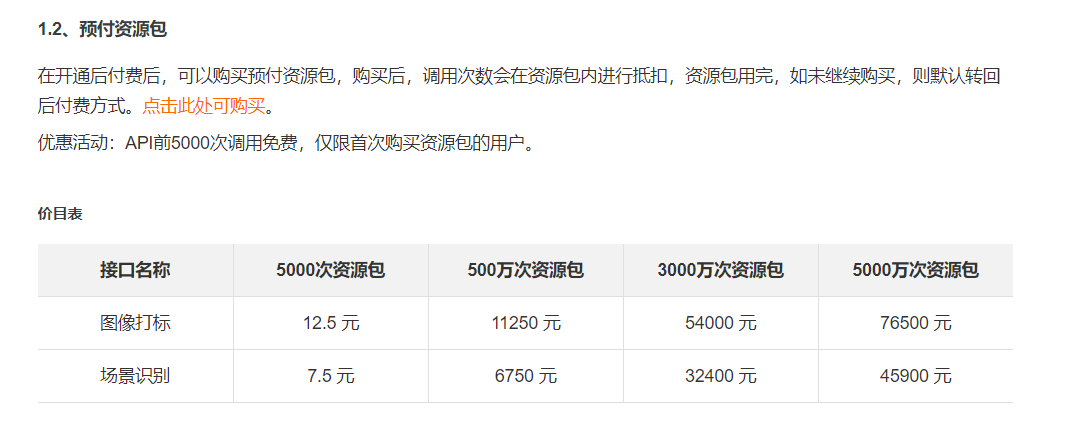 1.2、预付资源包
在开通后付费后，可以购买预付资源包，购买后，调用次数会在资源包内进行抵扣，资源包用完，如未继续购买，则默认转回
后付费方式。点击此处可购买。
优惠活动：API前5000次调用免费，仅限首次购买资源包的用户。
价目表
接口名称 5000次资源包 500万次资源包 3000万次资源包 5000万次资源包
图像打标 12.5 元 11250 元 54000 元 76500 元
场景识别 7.5 元 6750 元 32400 元 45900 元